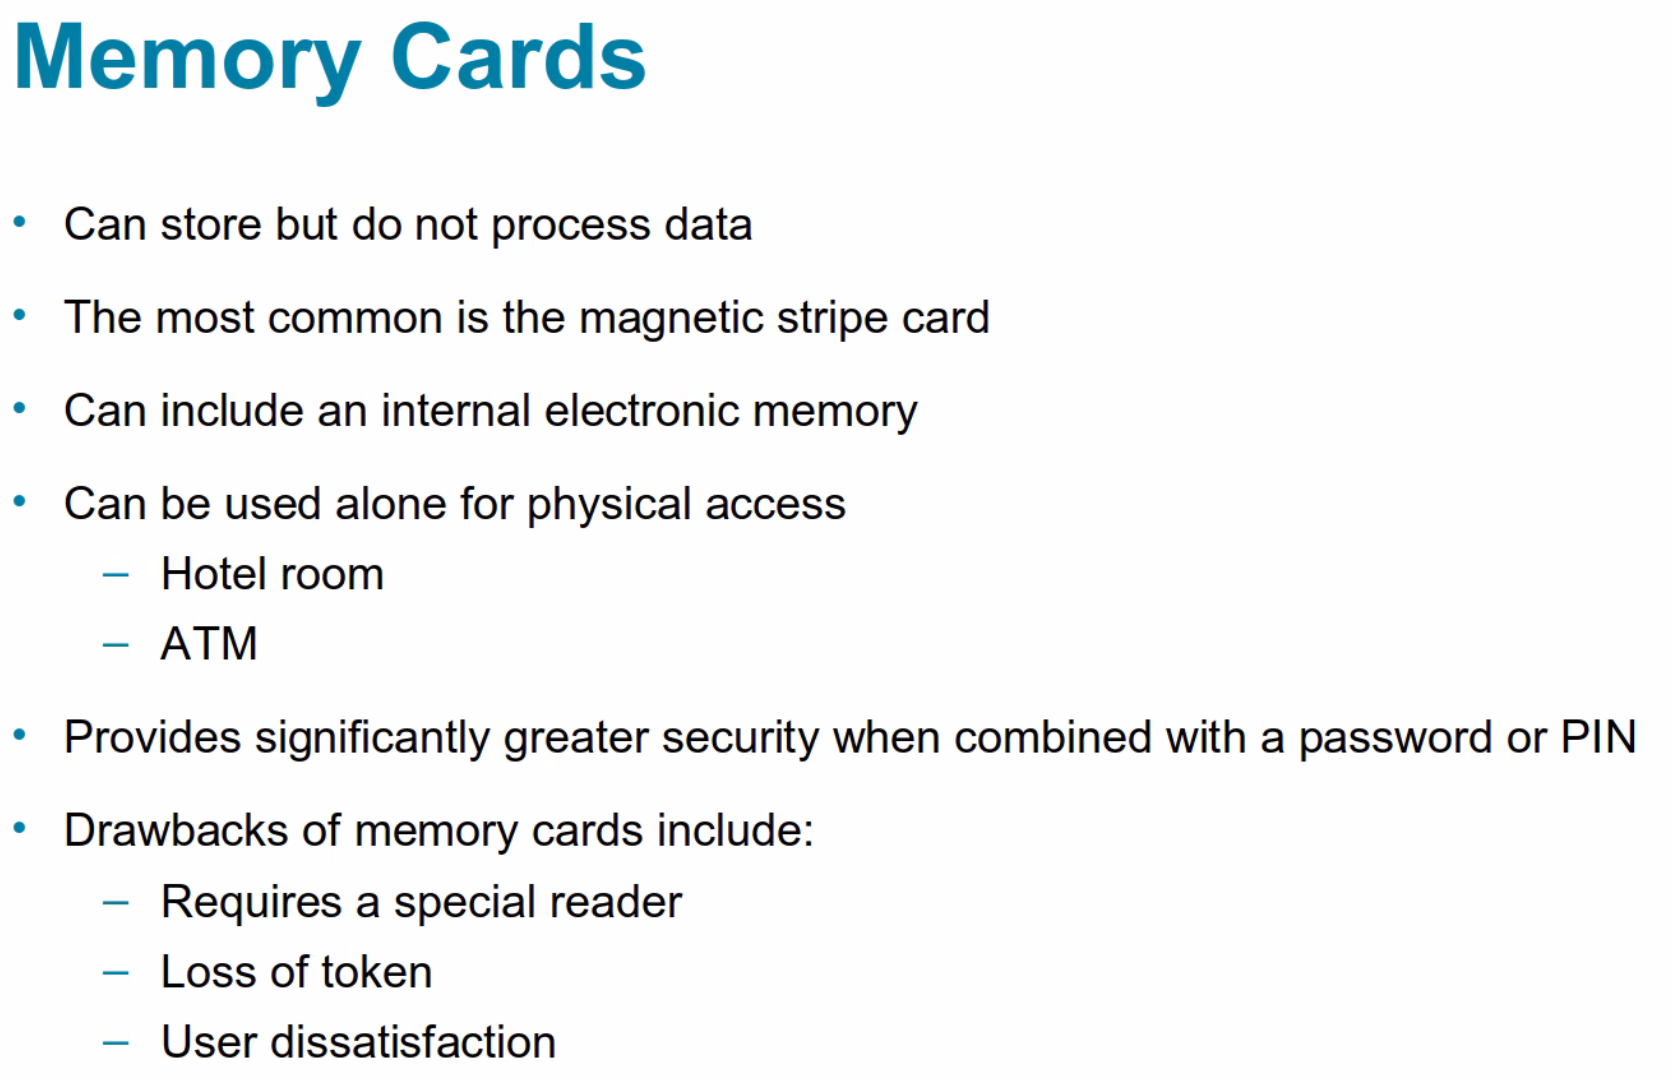 Memory Cards
• Can store but do not process data
• The most common is the magnetic stripe card
• Can include an internal electronic memory
• Can be used alone for physical access
– Hotel room
– ATM
• Provides significantly greater security when combined with a password or PIN
• Drawbacks of memory cards include:
– Requires a special reader
– Loss of token
– User dissatisfaction